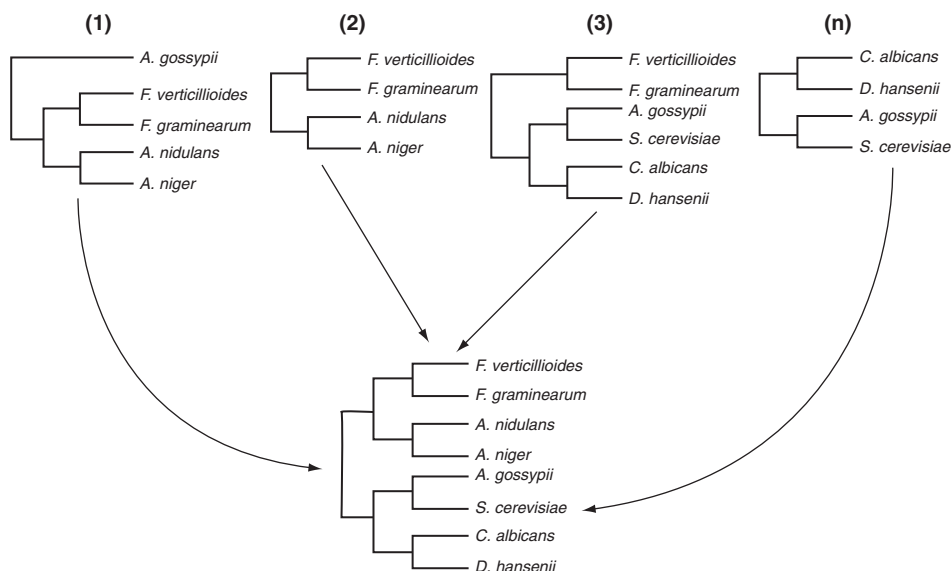 (1)
A. gossypii
F. verticillioides
F. graminearum
A. nidulans
A. niger
(2)
F. verticillioides
F. graminearum
A. nidulans
A. niger
(3)
F. verticillioides
F. graminearum
A. gossypii
S. cerevisiae
C. albicans
D. hansenii
(n)
C. albicans
D. hansenii
A. gossypii
S. cerevisiae
F. verticillioides
F. graminearum
A. nidulans
A. niger
A. gossypii
S. cerevisiae
C. albicans
D. hansenii